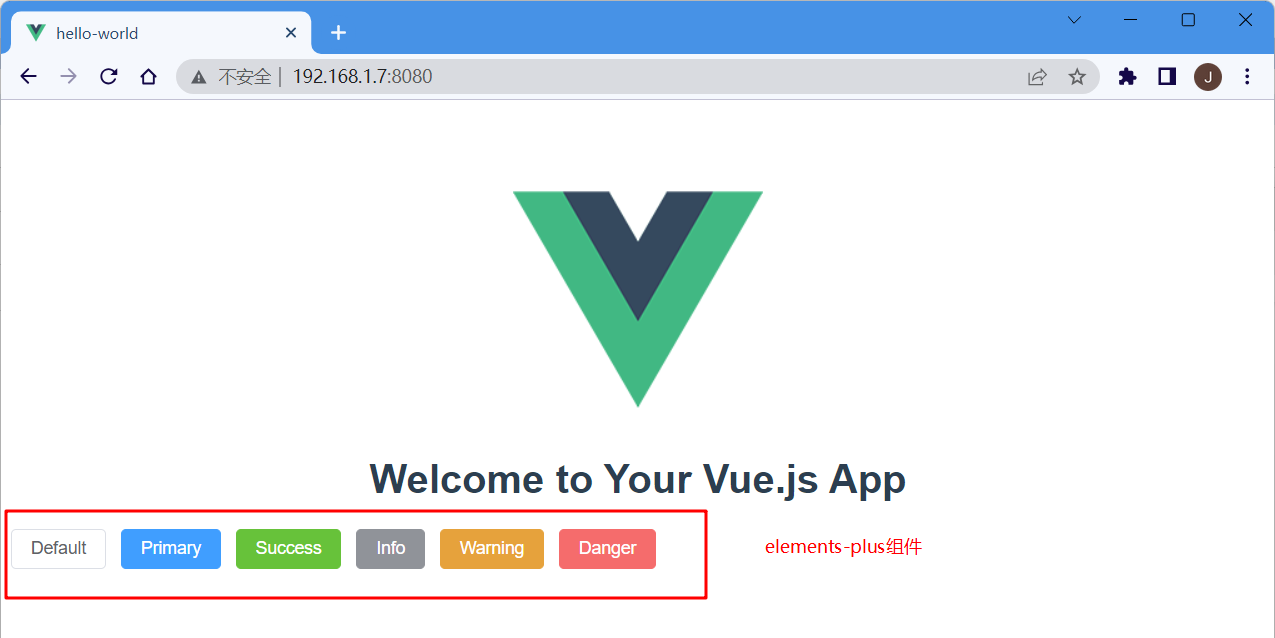 hello-world
不安全 | 192.168.1.7:8080
J
Welcome to Your Vue.js App
Default Primary Success Info Warning Danger
elements-plus组件